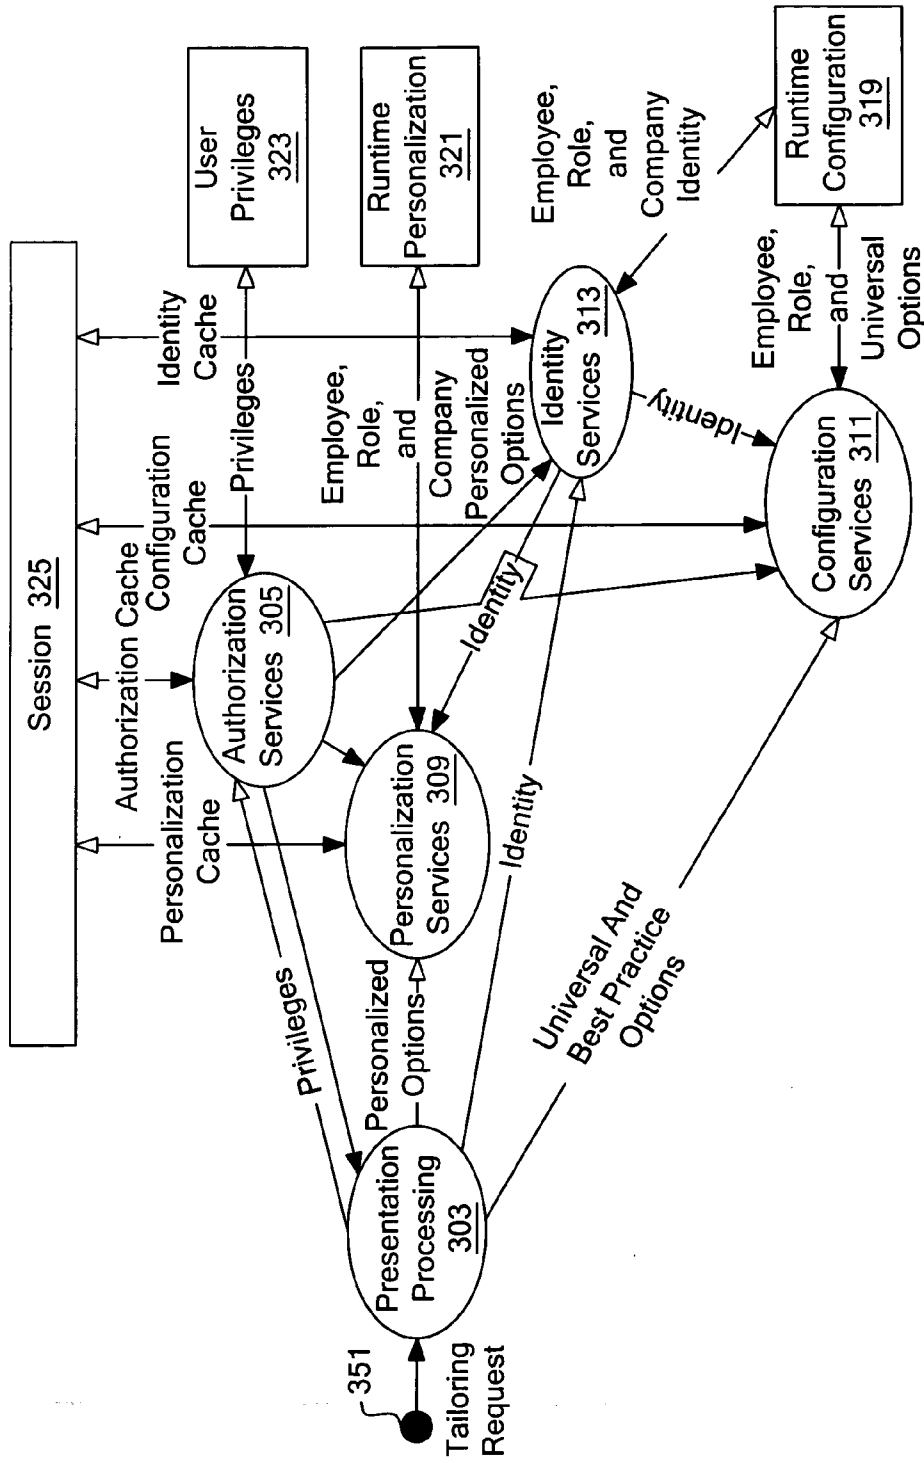 Session 325
Personalization
Cache
Authorization Cache
Configuration
Cache
Identity
Cache
User
Privileges
323
Privileges
Authorization
Services 305
Runtime
Personalization
321
Employee,
Role,
and
Company
Personalized
Options
Privileges
Personalization
Services 309
Personalized
Options
Identity
Identity
Services 313
Employee,
Role,
and
Company
Identity
351
Tailoring
Request
Presentation
Processing
303
Identity
Identity
Universal And
Best Practice
Options
Configuration
Services 311
Employee,
Role,
and
Universal
Options
Runtime
Configuration
319